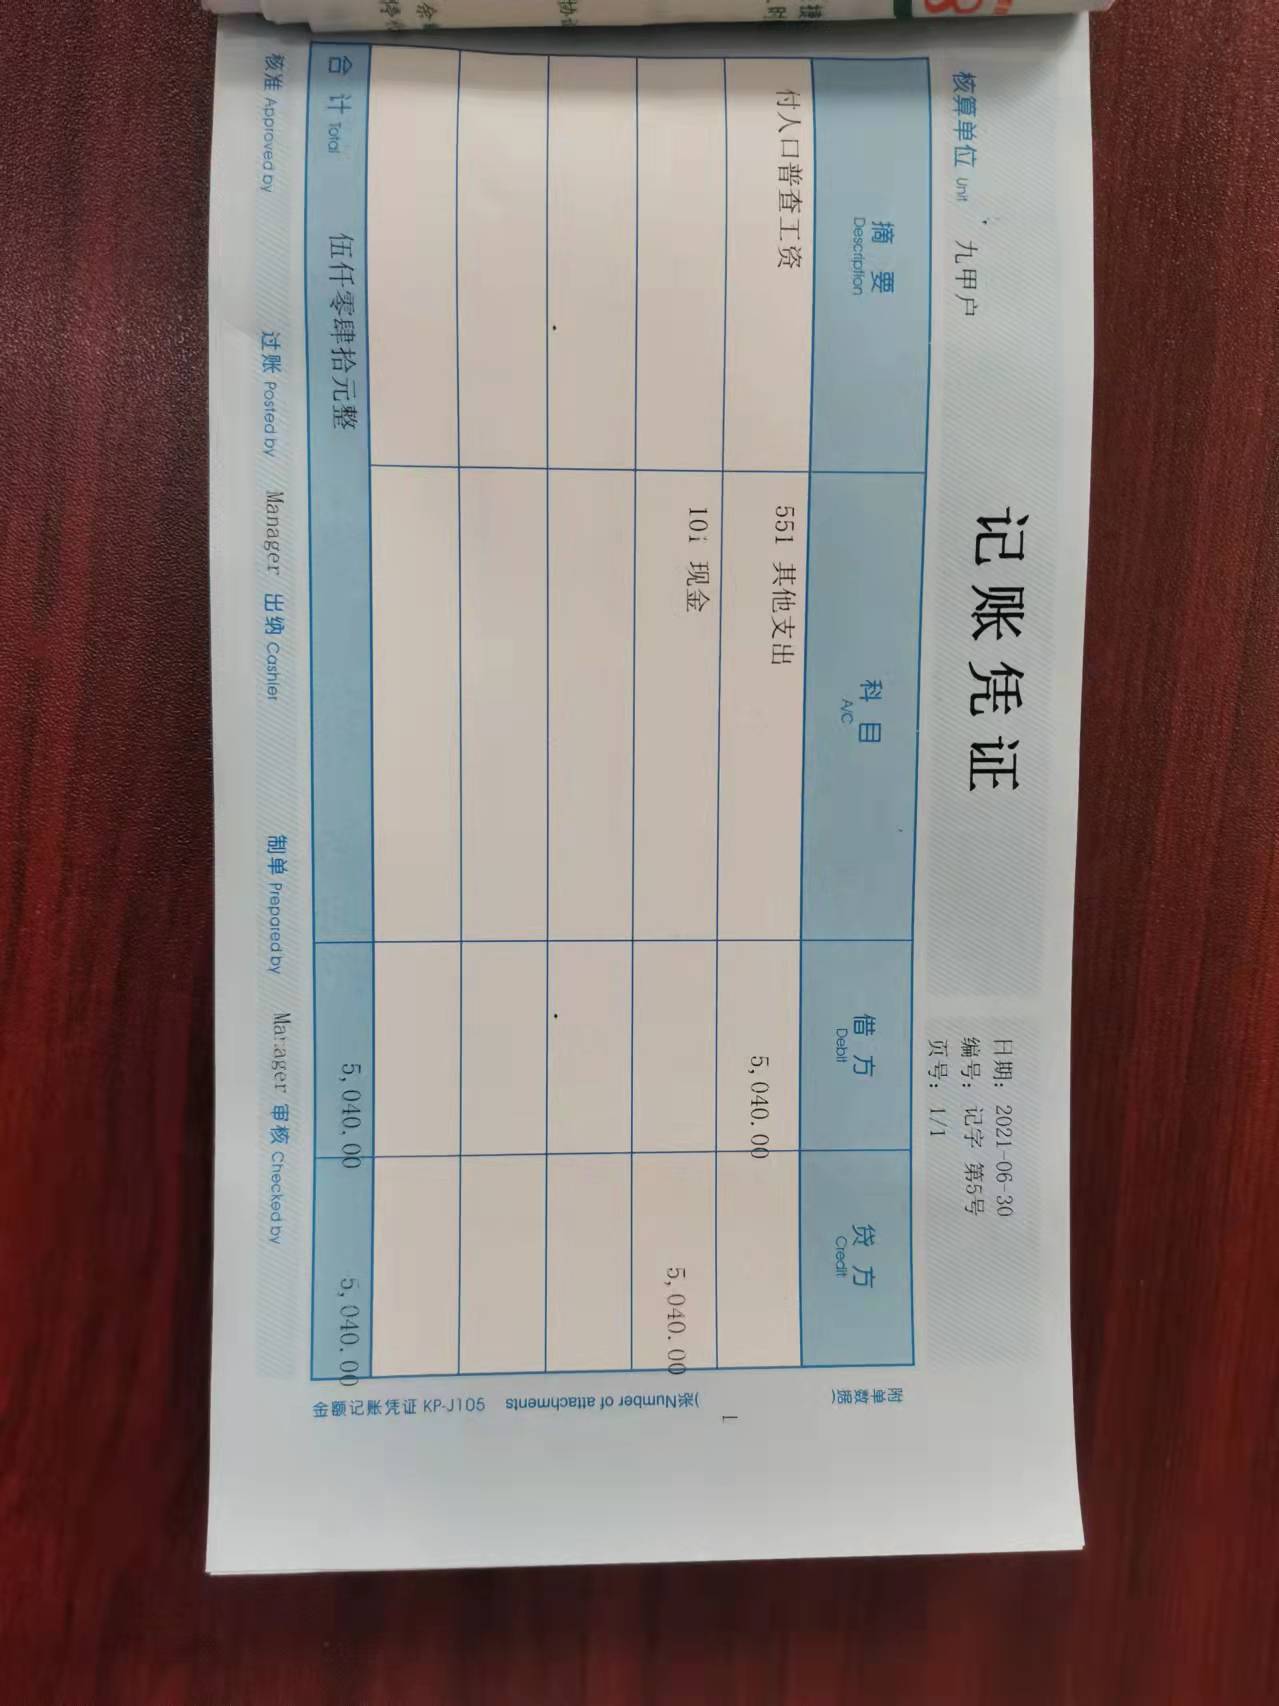 记账凭证
日期: 2021-06-30
编号: 记字 第5号
页号: 1/1
核算单位 Unit 九甲户
摘要 Description 科目 A/C 借方 Debit 贷方 Credit
付人口普查工资 551 其他支出 5,040.00
101 现金 5,040.00
合计 Total 伍仟零肆拾元整 5,040.00 5,040.00
核准 Approved by 过账 Posted by Manager 出纳 Cashier 制单 Prepared by Manager 审核 Checked by
附单数据( 1 )张 Number of attachments
金额记账凭证 KP-J105